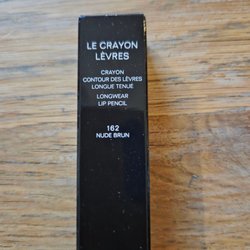 LE CRAYON
LÈVRES
CRAYON
CONTOUR DES LÈVRES
LONGUE TENUE
LONGWEAR
LIP PENCIL
162
NUDE BRUN